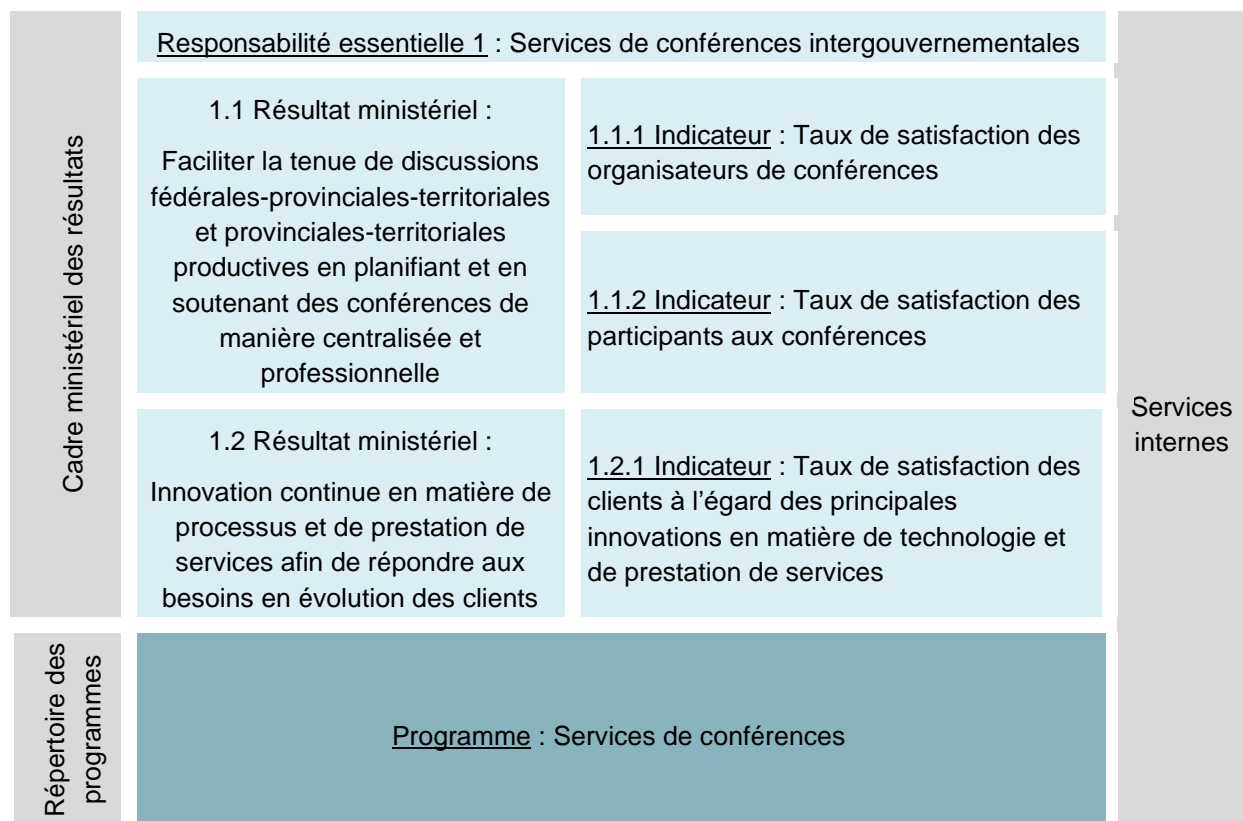 Cadre ministériel des résultats
Responsabilité essentielle 1 : Services de conférences intergouvernementales
1.1 Résultat ministériel :
Faciliter la tenue de discussions
fédérales-provinciales-territoriales
et provinciales-territoriales
productives en planifiant et en
soutenant des conférences de
manière centralisée et
professionnelle
1.1.1 Indicateur : Taux de satisfaction des
organisateurs de conférences
1.1.2 Indicateur : Taux de satisfaction des
participants aux conférences
1.2 Résultat ministériel :
Innovation continue en matière de
processus et de prestation de
services afin de répondre aux
besoins en évolution des clients
1.2.1 Indicateur : Taux de satisfaction des
clients à l’égard des principales
innovations en matière de technologie et
de prestation de services
Services
internes
Répertoire des
programmes
Programme : Services de conférences